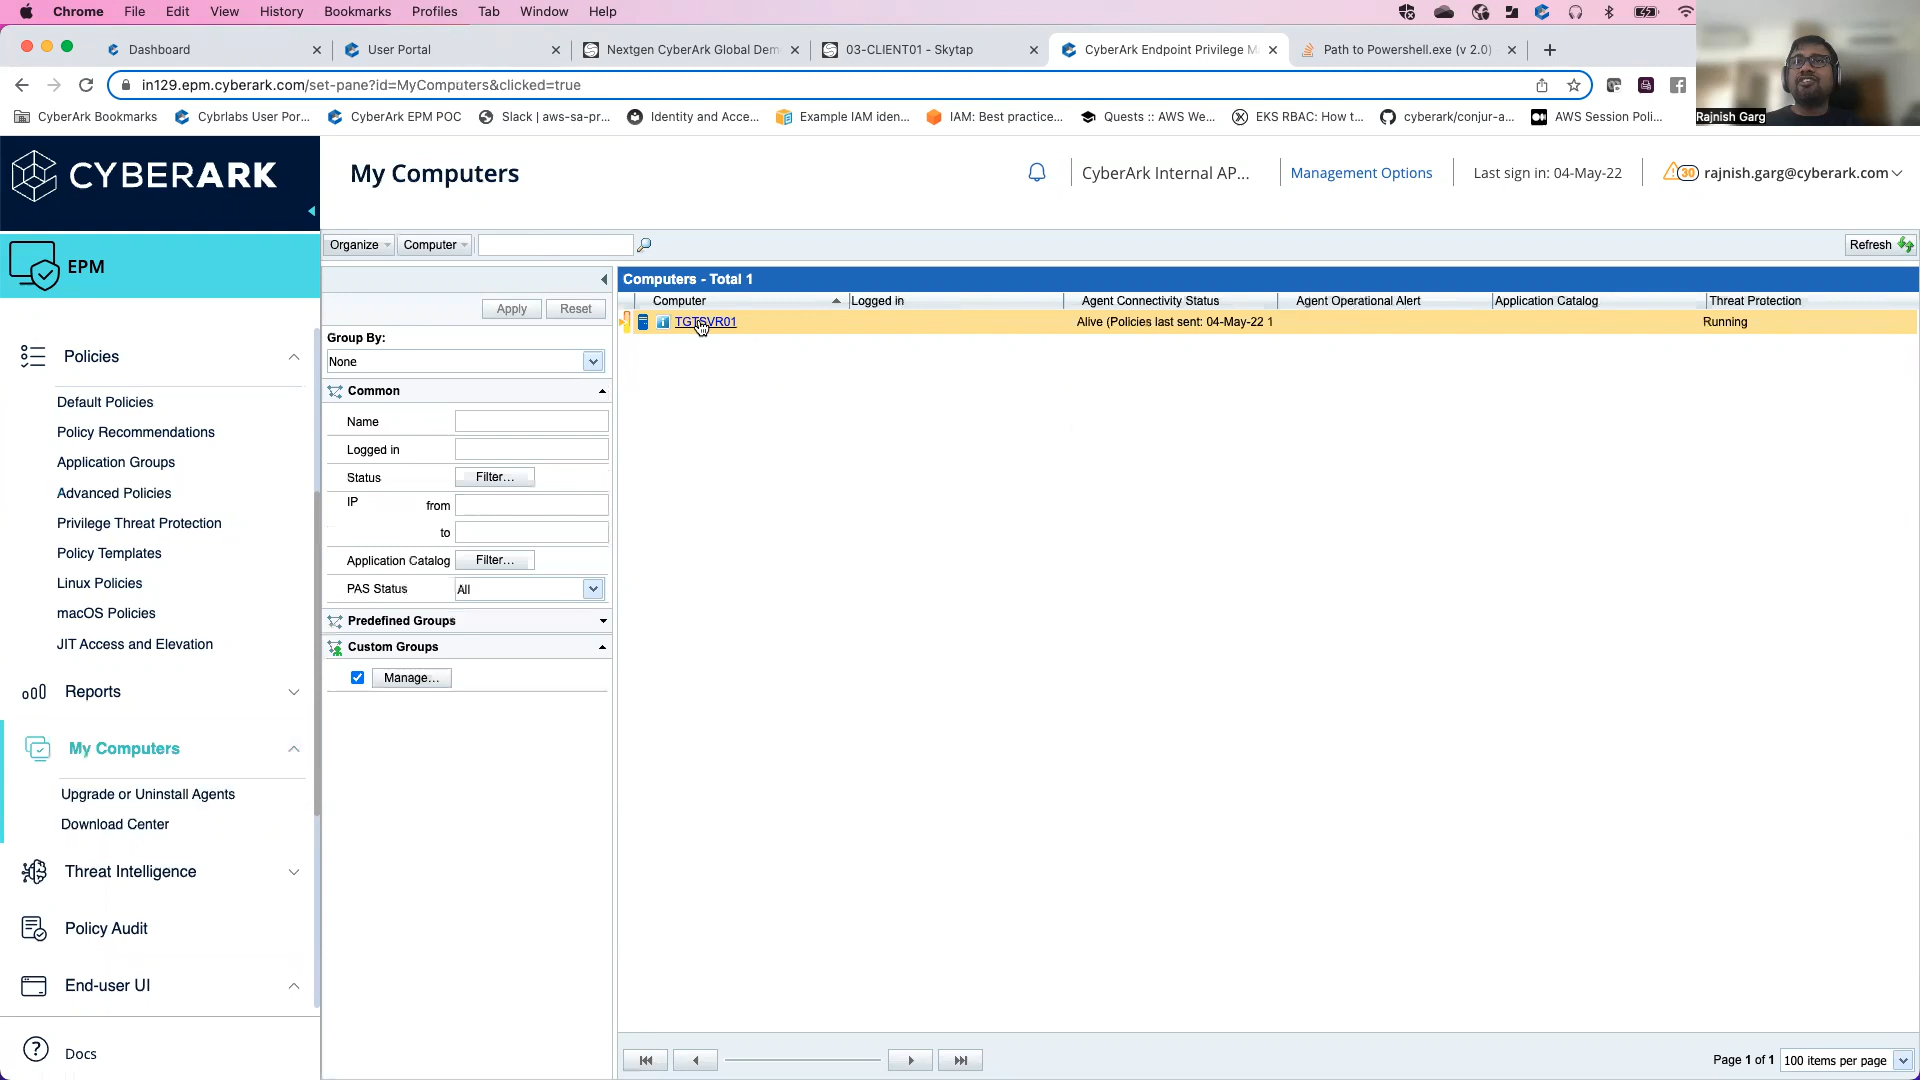 Chrome File Edit View History Bookmarks Profiles Tab Window Help
Dashboard User Portal Nextgen CyberArk Global Dem 03-CLIENT01 - Skytap CyberArk Endpoint Privilege M Path to Powershell.exe (v 2.0)
in129.epm.cyberark.com/set-pane?id=MyComputers&clicked=true
CyberArk Bookmarks Cybrlabs User Por... CyberArk EPM POC Slack | aws-sa-pr... Identity and Acce... Example IAM iden... IAM: Best practice... Quests :: AWS We... EKS RBAC: How t... cyberark/conjur-a... AWS Session Poli...
Rajnish Garg
CYBERARK
My Computers
CyberArk Internal AP... Management Options Last sign in: 04-May-22 30 rajnish.garg@cyberark.com
EPM
Policies
Default Policies
Policy Recommendations
Application Groups
Advanced Policies
Privilege Threat Protection
Policy Templates
Linux Policies
macOS Policies
JIT Access and Elevation
Reports
My Computers
Upgrade or Uninstall Agents
Download Center
Threat Intelligence
Policy Audit
End-user UI
Docs
Organize Computer Refresh
Apply Reset
Group By:
None
Common
Name
Logged in
Status Filter...
IP from
to
Application Catalog Filter...
PAS Status All
Predefined Groups
Custom Groups
Manage...
Computers - Total 1
Computer Logged in Agent Connectivity Status Agent Operational Alert Application Catalog Threat Protection
TGTSVR01 Alive (Policies last sent: 04-May-22 1 Running
Page 1 of 1 100 items per page